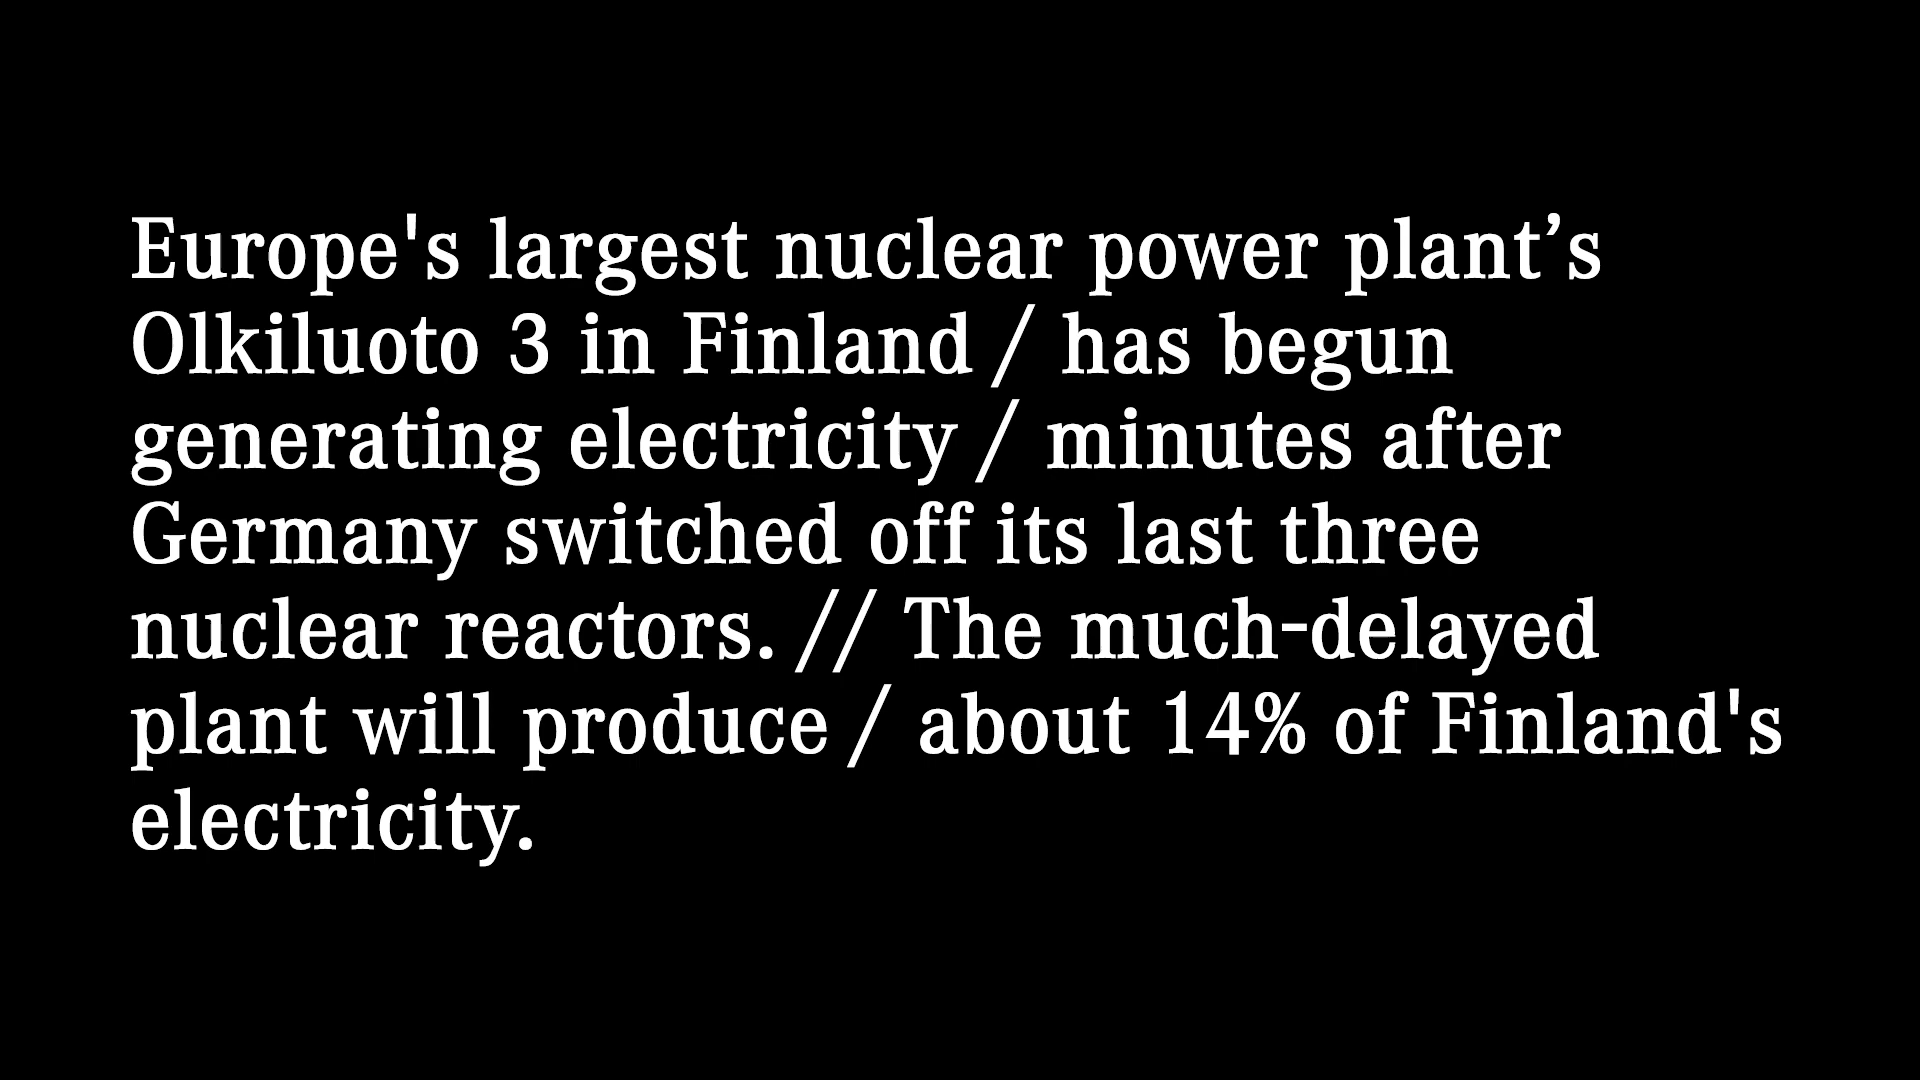 Europe's largest nuclear power plant’s
Olkiluoto 3 in Finland / has begun
generating electricity / minutes after
Germany switched off its last three
nuclear reactors. // The much-delayed
plant will produce / about 14% of Finland's
electricity.